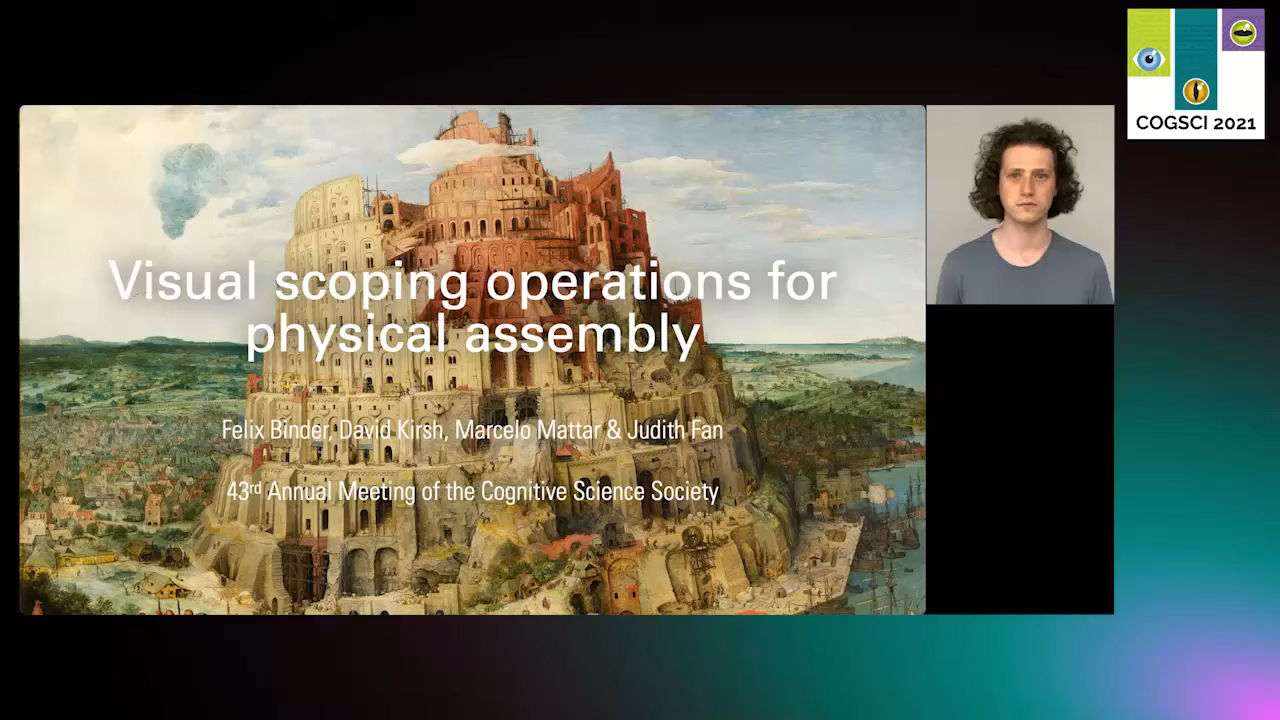 COGSCI 2021
Visual scoping operations for
physical assembly
Felix Binder, David Kirsh, Marcelo Mattar & Judith Fan
43rd Annual Meeting of the Cognitive Science Society